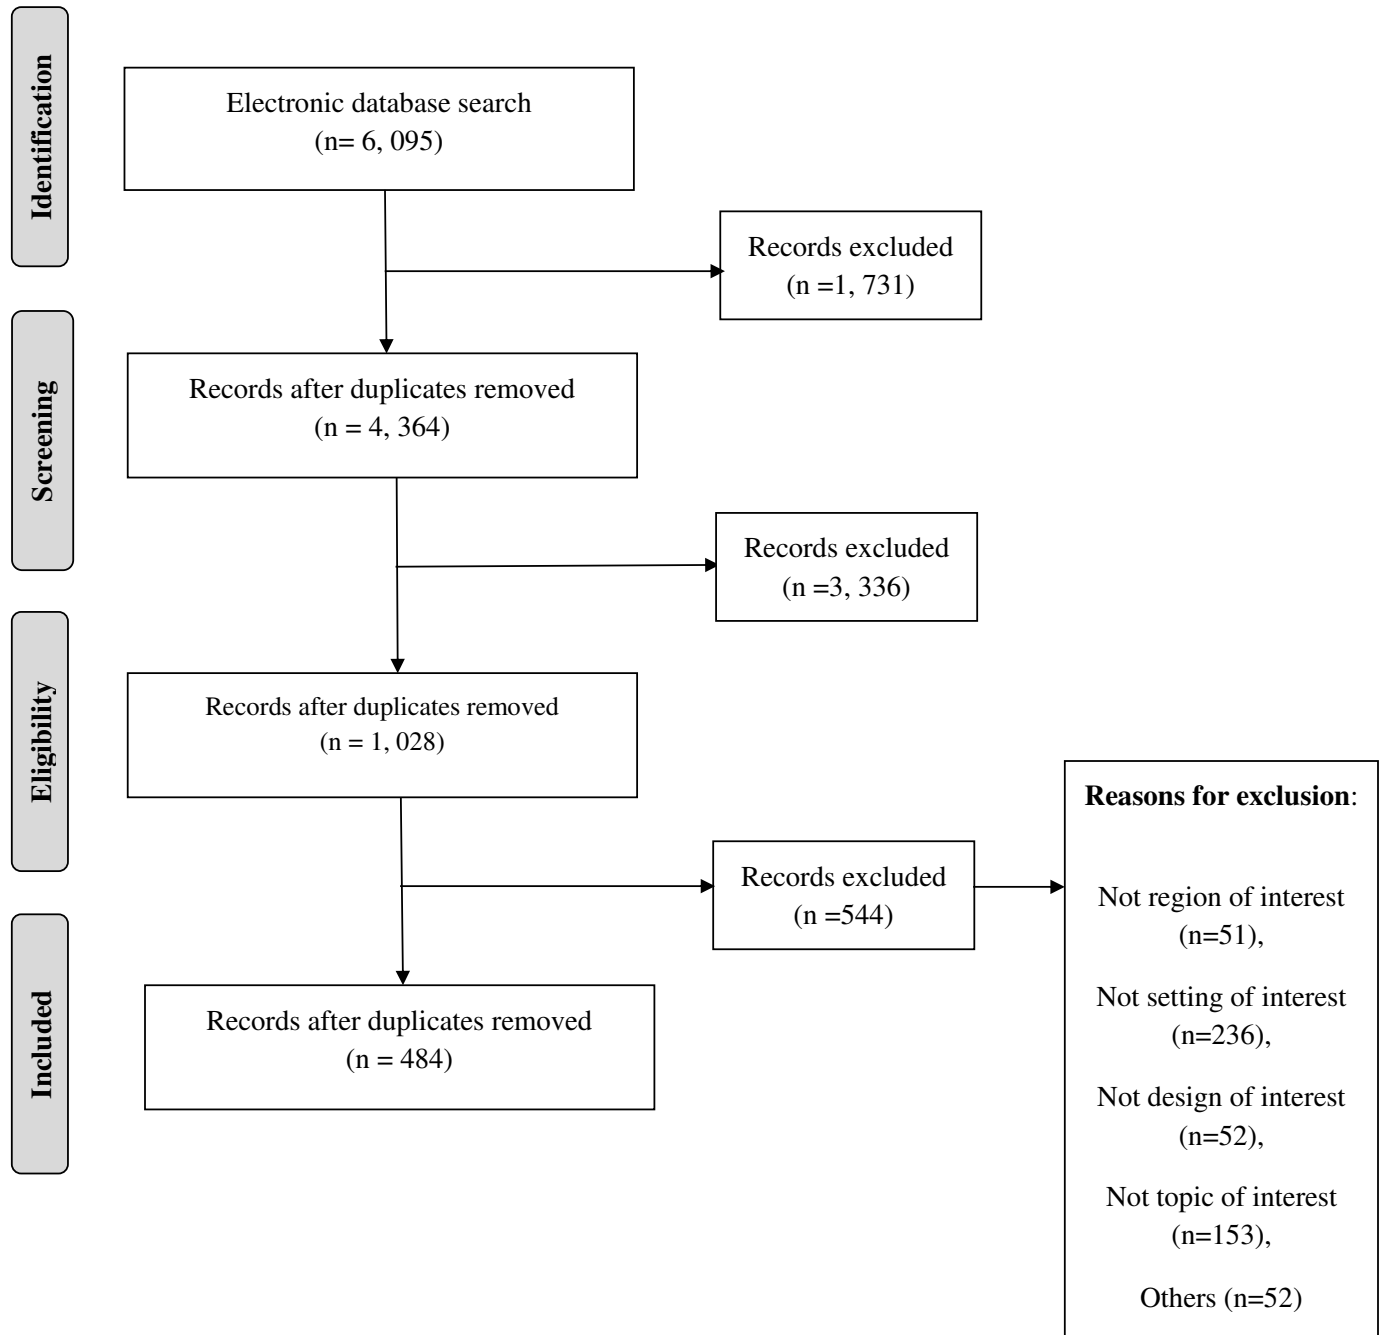 Identification
Electronic database search
(n= 6, 095)
Records excluded
(n =1, 731)
Screening
Records after duplicates removed
(n = 4, 364)
Records excluded
(n =3, 336)
Eligibility
Records after duplicates removed
(n = 1, 028)
Records excluded
(n =544)
Reasons for exclusion:
Not region of interest
(n=51),
Not setting of interest
(n=236),
Not design of interest
(n=52),
Not topic of interest
(n=153),
Others (n=52)
Included
Records after duplicates removed
(n = 484)